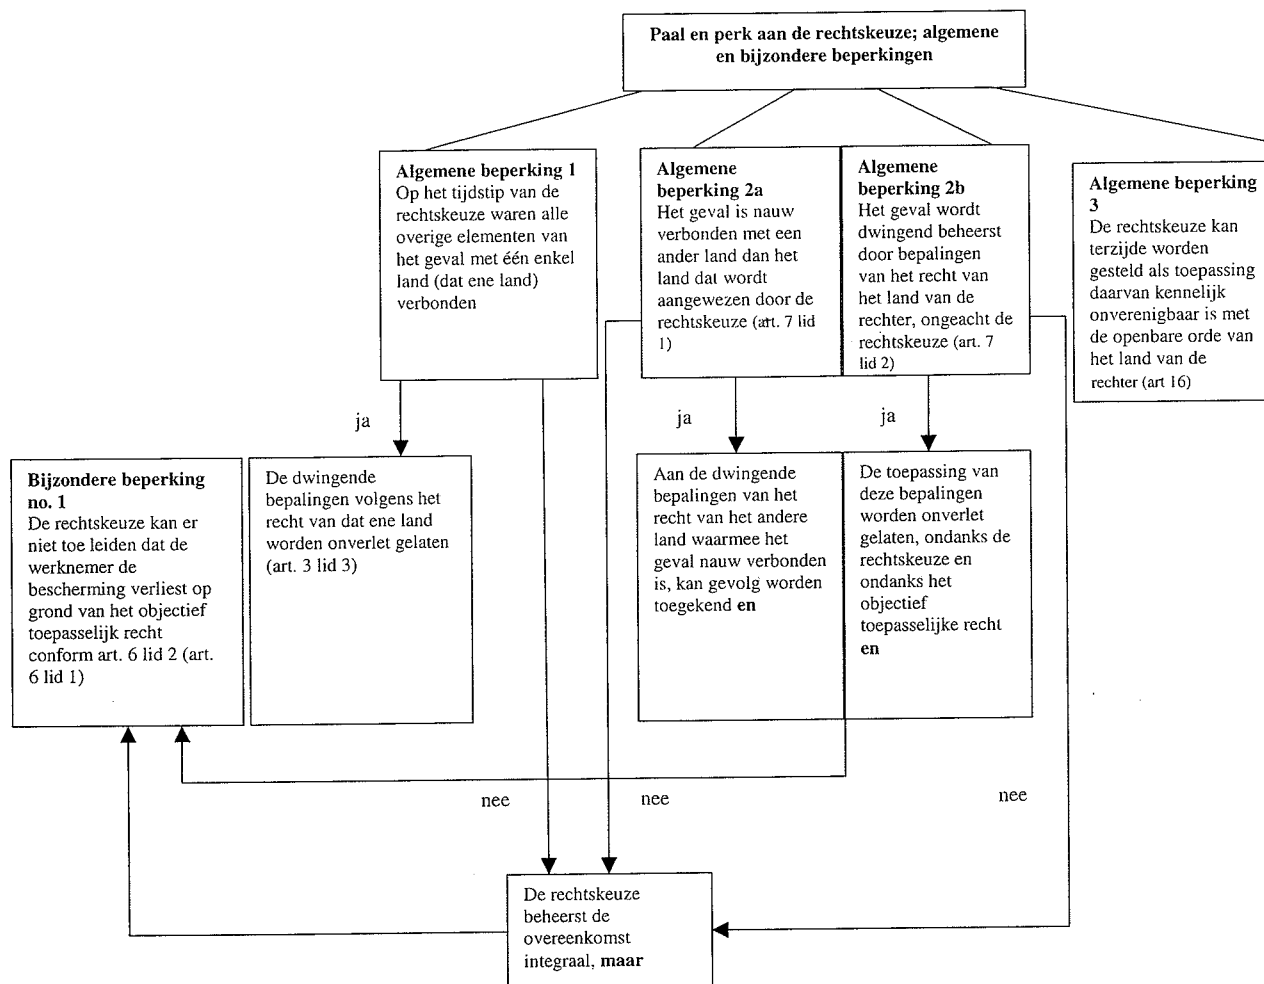 Paal en perk aan de rechtskeuze; algemene
en bijzondere beperkingen
Algemene beperking 1
Op het tijdstip van de
rechtskeuze waren alle
overige elementen van
het geval met één enkel
land (dat ene land)
verbonden
Algemene
beperking 2a
Het geval is nauw
verbonden met een
ander land dan het
land dat wordt
aangewezen door de
rechtskeuze (art. 7 lid
1)
Algemene
beperking 2b
Het geval wordt
dwingend beheerst
door bepalingen
van het recht van
het land van de
rechter, ongeacht de
rechtskeuze (art. 7
lid 2)
Algemene beperking
3
De rechtskeuze kan
terzijde worden
gesteld als toepassing
daarvan kennelijk
onverenigbaar is met
de openbare orde van
het land van de
rechter (art 16)
ja
ja
ja
Bijzondere beperking
no. 1
De rechtskeuze kan er
niet toe leiden dat de
werknemer de
bescherming verliest op
grond van het objectief
toepasselijk recht
conform art. 6 lid 2 (art.
6 lid 1)
De dwingende
bepalingen volgens het
recht van dat ene land
worden onverlet gelaten
(art. 3 lid 3)
Aan de dwingende
bepalingen van het
recht van het andere
land waarmee het
geval nauw verbonden
is, kan gevolg worden
toegekend en
De toepassing van
deze bepalingen
worden onverlet
gelaten, ondanks de
rechtskeuze en
ondanks het
objectief
toepasselijke recht
en
nee
nee
nee
De rechtskeuze
beheerst de
overeenkomst
integraal, maar